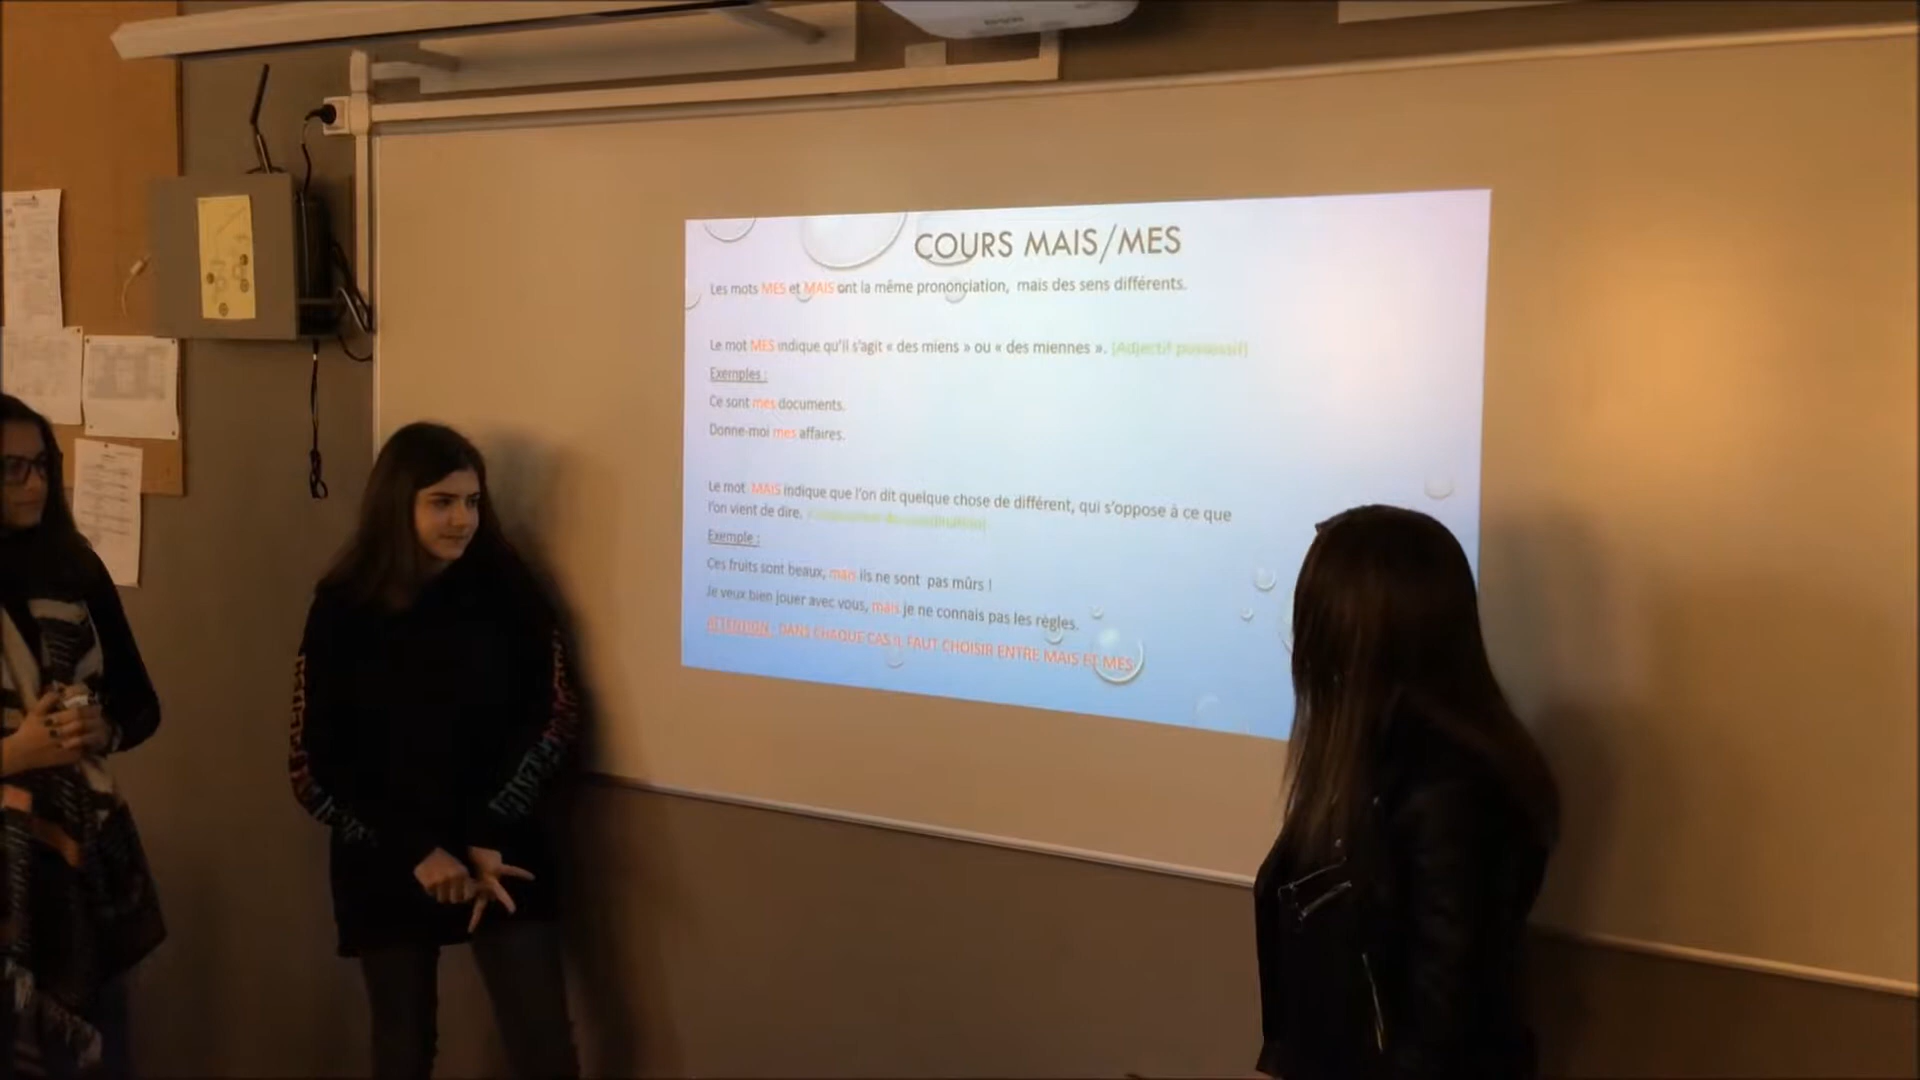 EPSON
COURS MAIS/MES
Les mots MES et MAIS ont la même prononciation, mais des sens différents.
Le mot MES indique qu'il s'agit « des miens » ou « des miennes ». (Adjectif possessif)
Exemples :
Ce sont mes documents.
Donne-moi mes affaires.
Le mot MAIS indique que l'on dit quelque chose de différent, qui s'oppose à ce que
l'on vient de dire.
Exemple :
Ces fruits sont beaux, mais ils ne sont pas mûrs !
Je veux bien jouer avec vous, mais je ne connais pas les règles.
ATTENTION : DANS CHAQUE CAS IL FAUT CHOISIR ENTRE MAIS ET MES